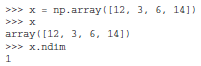 >>> x = np.array([12, 3, 6, 14])
>>> x
array([12, 3, 6, 14])
>>> x.ndim
1